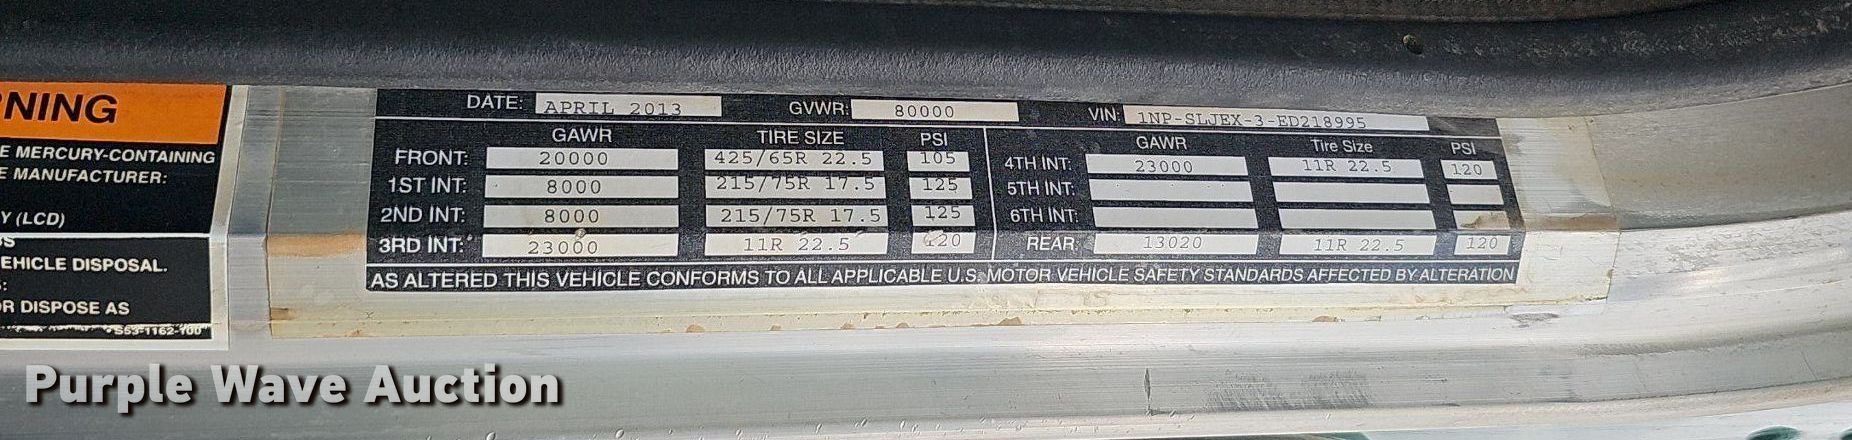 NING
E MERCURY-CONTAINING
E MANUFACTURER:
Y (LCD)
EHICLE DISPOSAL.
OR DISPOSE AS
S53-1162-100
DATE: APRIL 2013 GVWR: 80000 VIN: 1NP-SLJEX-3-ED218995
GAWR TIRE SIZE PSI
FRONT: 20000 425/65R 22.5 105
1ST INT: 8000 215/75R 17.5 125
2ND INT: 8000 215/75R 17.5 125
3RD INT: 23000 11R 22.5 120
GAWR Tire Size PSI
4TH INT: 23000 11R 22.5 120
5TH INT:
6TH INT:
REAR: 13020 11R 22.5 120
AS ALTERED THIS VEHICLE CONFORMS TO ALL APPLICABLE U.S. MOTOR VEHICLE SAFETY STANDARDS AFFECTED BY ALTERATION
Purple Wave Auction